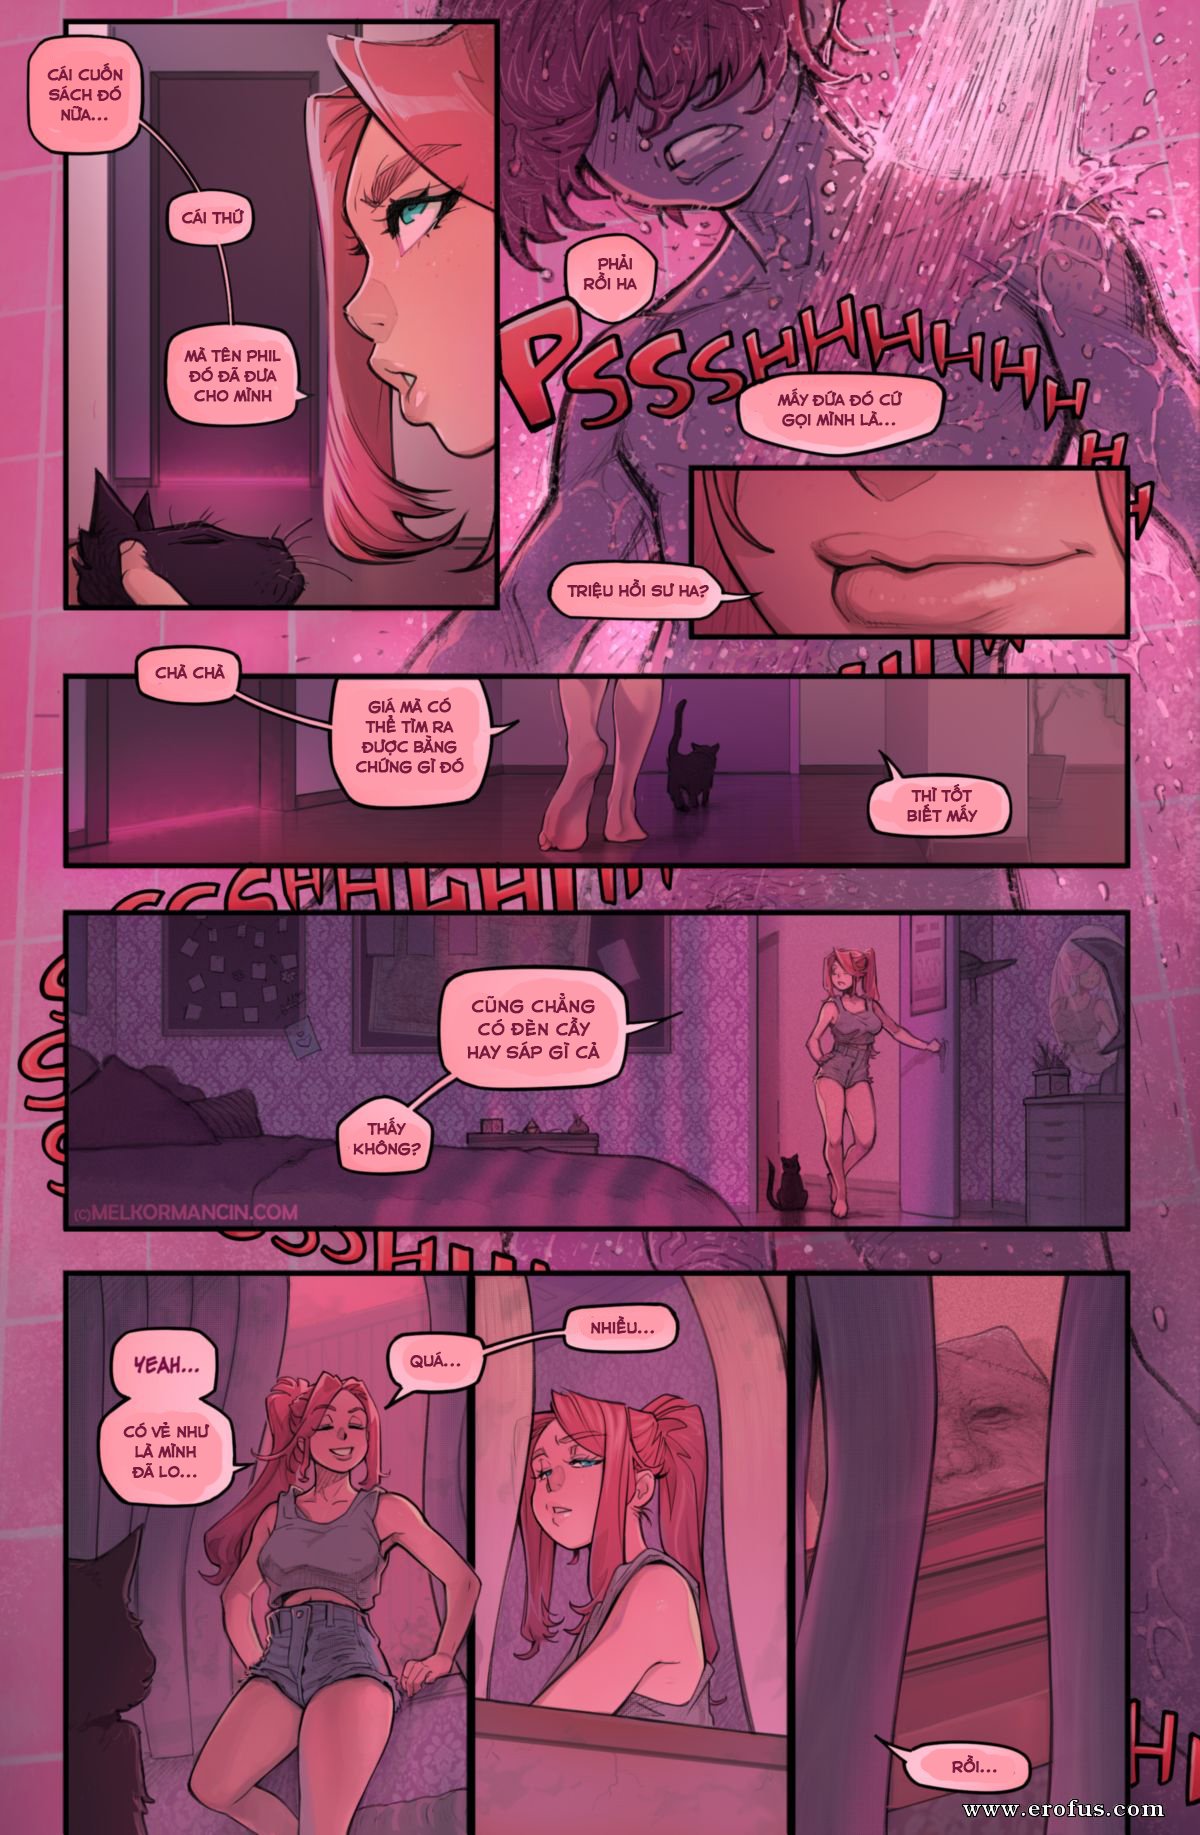 CÁI CUỐN
SÁCH ĐÓ
NỮA...
CÁI THỨ
MÀ TÊN PHIL
ĐÓ ĐÃ ĐƯA
CHO MÌNH
PHẢI
RỒI HA
PSSSHHHHHHHHH
MẤY ĐỨA ĐÓ CỨ
GỌI MÌNH LÀ...
TRIỆU HỒI SƯ HA?
CHÀ CHÀ
GIÁ MÀ CÓ
THỂ TÌM RA
ĐƯỢC BẰNG
CHỨNG GÌ ĐÓ
THÌ TỐT
BIẾT MẤY
CŨNG CHẲNG
CÓ ĐÈN CẦY
HAY SÁP GÌ CẢ
THẤY
KHÔNG?
(C)MELKORMANCIN.COM
YEAH...
CÓ VẺ NHƯ
LÀ MÌNH
ĐÃ LO...
QUÁ...
NHIỀU...
RỒI...
www.erofus.com